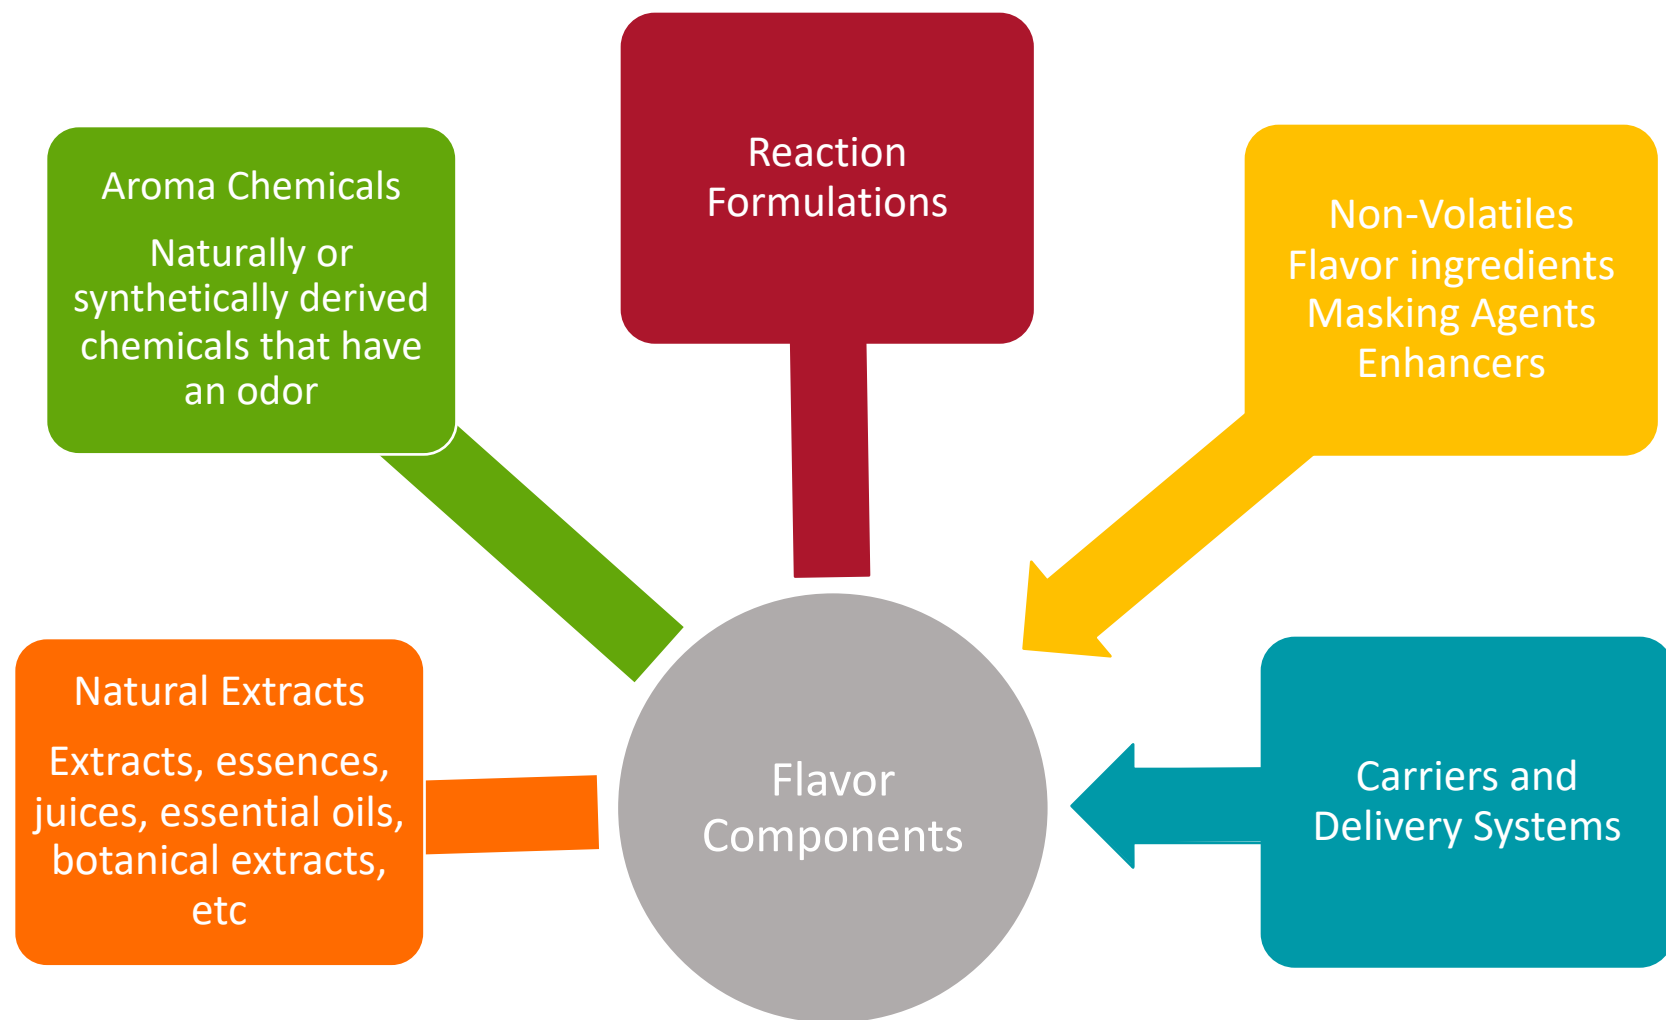 Reaction
Formulations
Aroma Chemicals
Naturally or
synthetically derived
chemicals that have
an odor
Non-Volatiles
Flavor ingredients
Masking Agents
Enhancers
Natural Extracts
Extracts, essences,
juices, essential oils,
botanical extracts,
etc
Flavor
Components
Carriers and
Delivery Systems